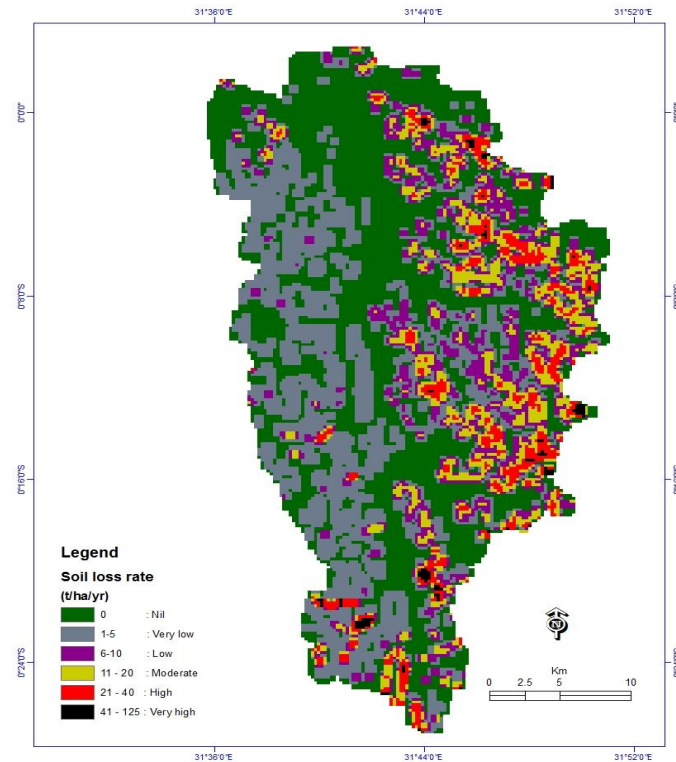 31°36'0"E 31°44'0"E 31°52'0"E
0°0'0"
0°8'0"S
0°16'0"S
0°24'0"S
Legend
Soil loss rate
(t/ha/yr)
0 : Nil
1-5 : Very low
6-10 : Low
11 - 20 : Moderate
21 - 40 : High
41 - 125 : Very high
N
Km
0 2.5 5 10
31°36'0"E 31°44'0"E 31°52'0"E